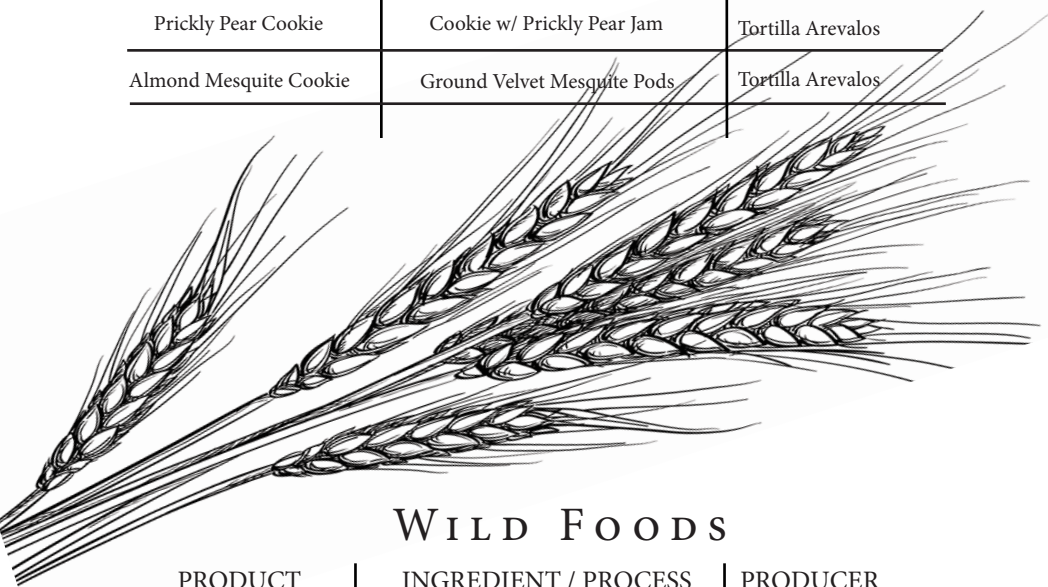 Prickly Pear Cookie Cookie w/ Prickly Pear Jam Tortilla Arevalos
Almond Mesquite Cookie Ground Velvet Mesquite Pods Tortilla Arevalos
Wild Foods
PRODUCT INGREDIENT / PROCESS PRODUCER